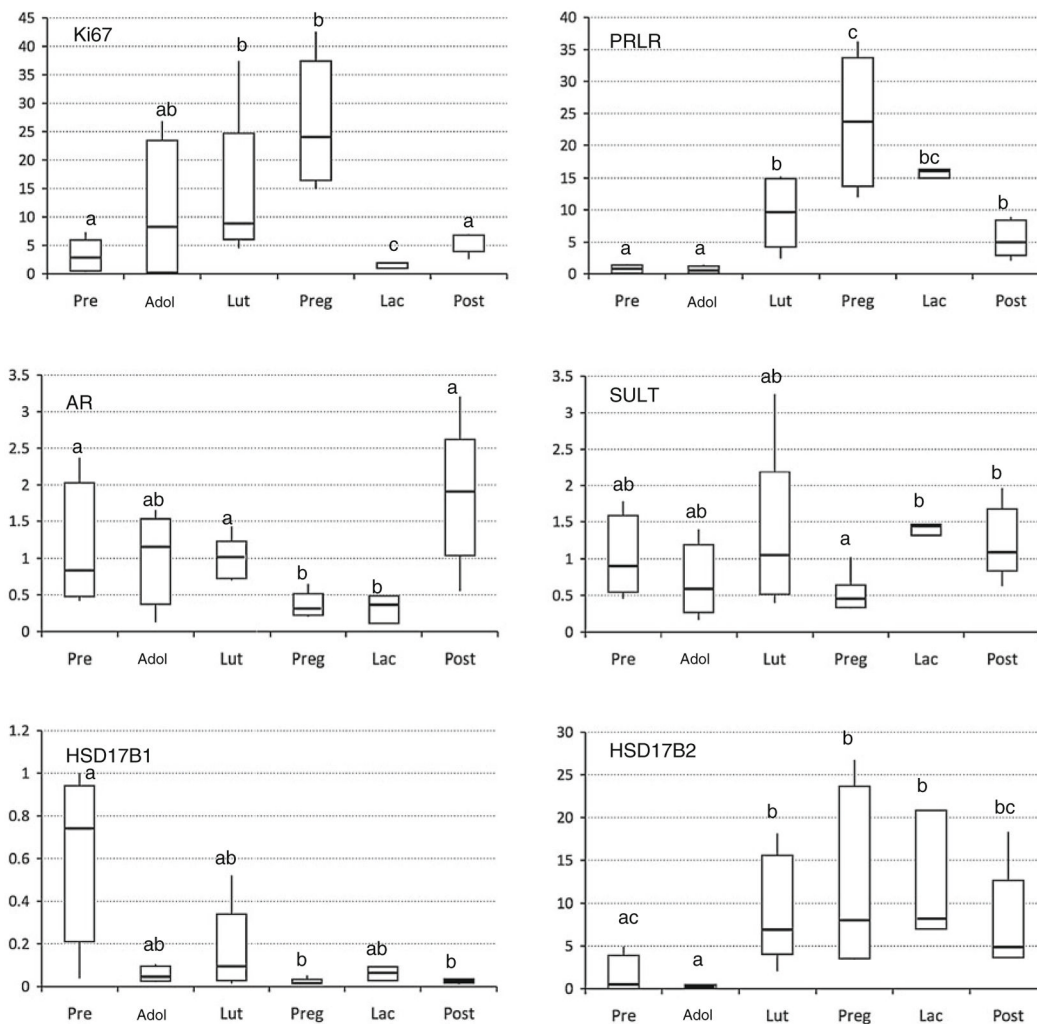 Ki67
45
40
35
30
25
20
15
10
5
0
a
ab
b
b
c
a
Pre Adol Lut Preg Lac Post
PRLR
40
35
30
25
20
15
10
5
0
a
a
b
c
bc
b
Pre Adol Lut Preg Lac Post
AR
3.5
3
2.5
2
1.5
1
0.5
0
a
ab
a
b
b
a
Pre Adol Lut Preg Lac Post
SULT
3.5
3
2.5
2
1.5
1
0.5
0
ab
ab
ab
a
b
b
Pre Adol Lut Preg Lac Post
HSD17B1
1.2
1
0.8
0.6
0.4
0.2
0
a
ab
ab
b
ab
b
Pre Adol Lut Preg Lac Post
HSD17B2
30
25
20
15
10
5
0
ac
a
b
b
b
bc
Pre Adol Lut Preg Lac Post